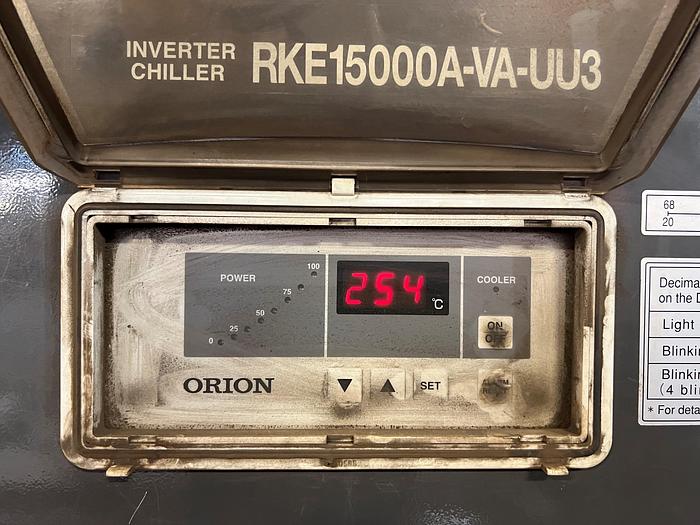 INVERTER
CHILLER
RKE15000A-VA-UU3
POWER
100
75
50
25
0
254
°C
COOLER
ON
OFF
ORION
▼
▲
SET
68
20
Decima
on the D
Light
Blinkin
Blinkin
(4 bli
* For deta